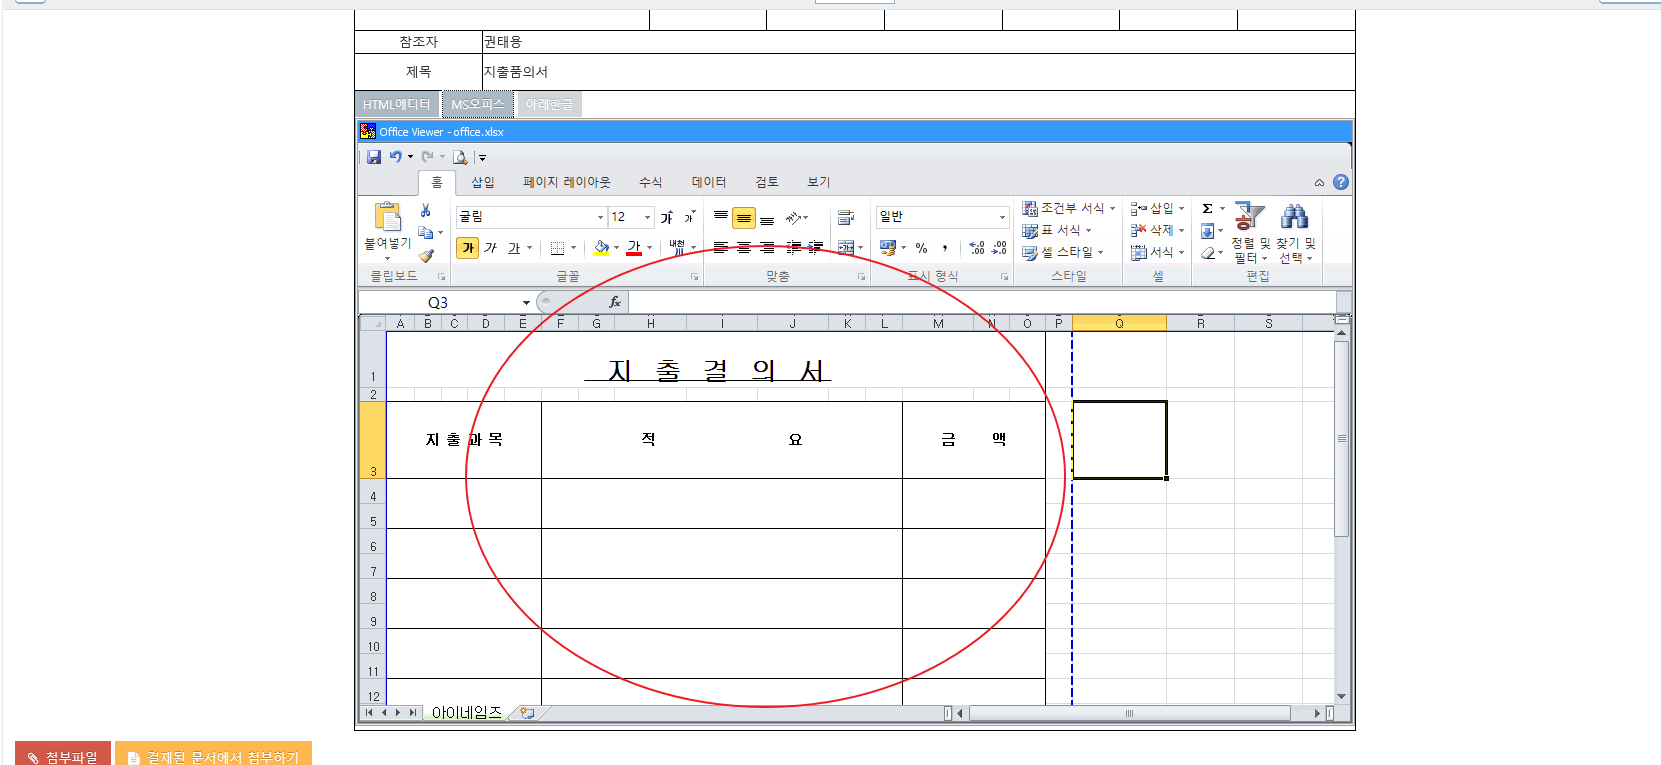 참조자 권태용
제목 지출품의서
HTML에디터 MS오피스 아래한글
Office Viewer - office.xlsx
홈 삽입 페이지 레이아웃 수식 데이터 검토 보기
굴림 12 가 가 일반 조건부 서식 삽입 Σ
표 서식 삭제
붙여넣기 가 가 가 가 내천 % , .00 .00 셀 스타일 서식 정렬 및 필터 찾기 및 선택
클립보드 글꼴 맞춤 표시 형식 스타일 셀 편집
Q3 fx
A B C D E F G H I J K L M N O P Q R S
1 지 출 결 의 서
2
3 지 출 과 목 적 요 금 액
4
5
6
7
8
9
10
11
12
아이네임즈
첨부파일 결재된 문서에서 첨부하기